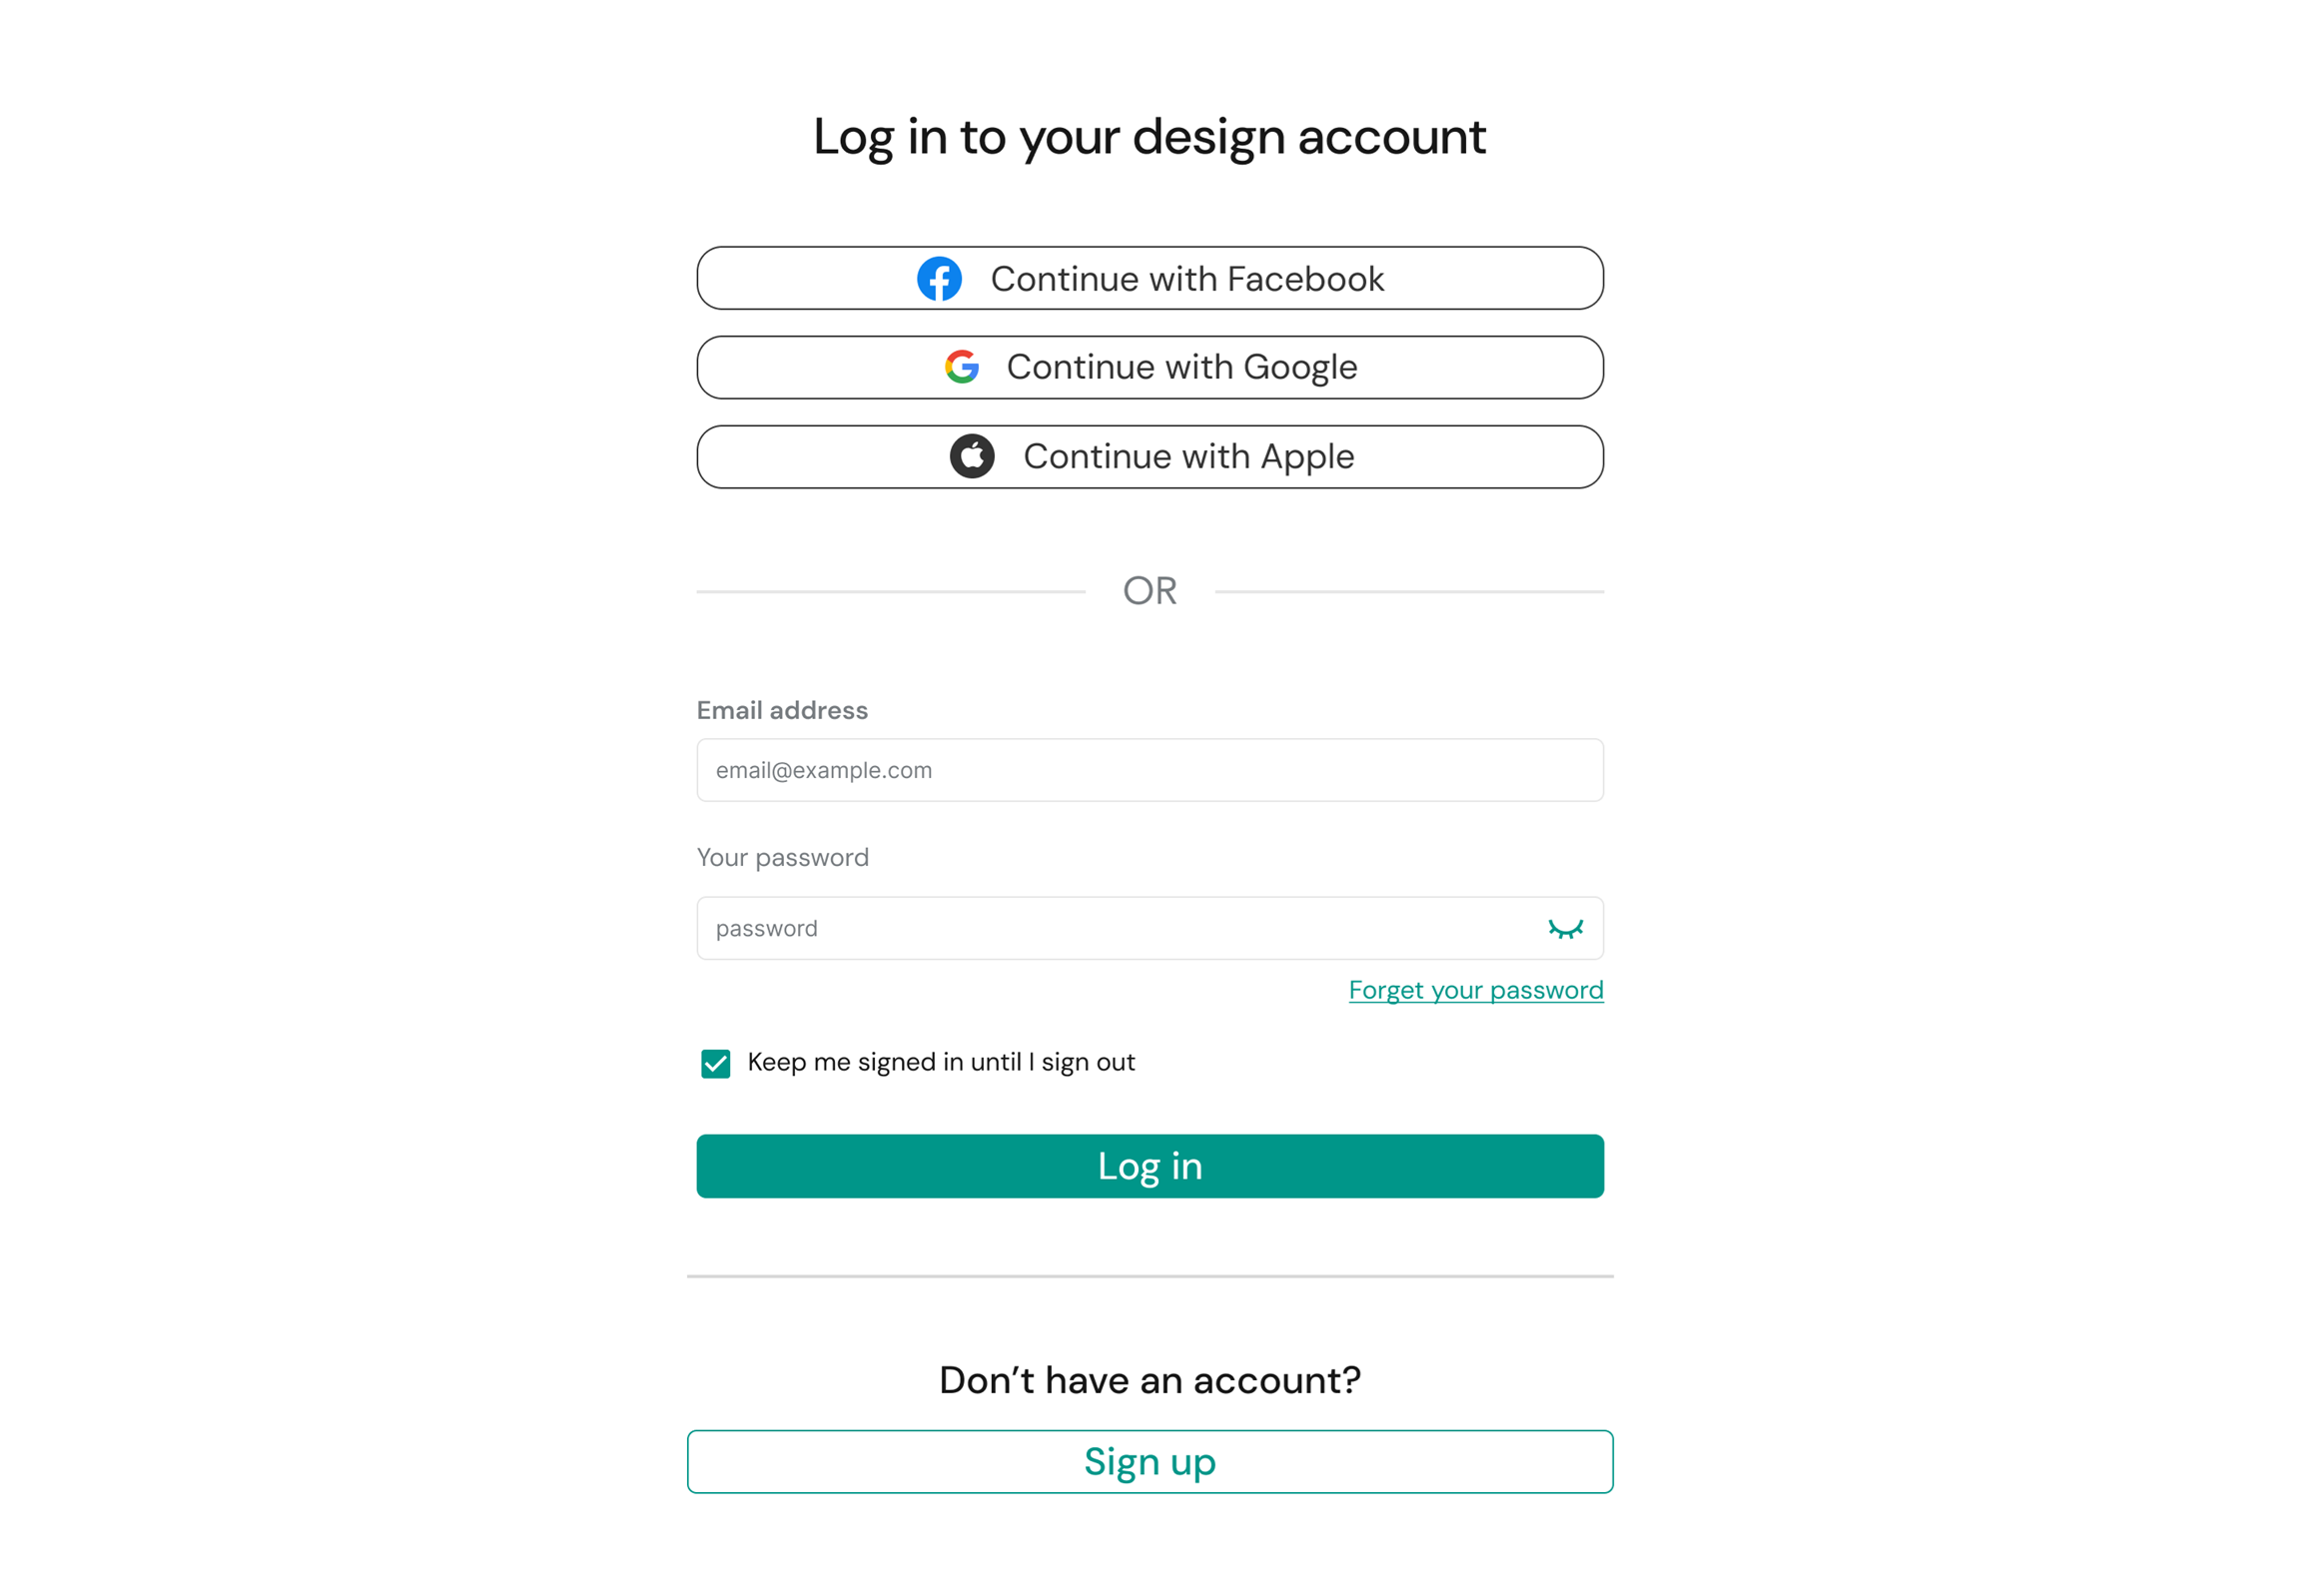 Log in to your design account
Continue with Facebook
Continue with Google
Continue with Apple
OR
Email address
email@example.com
Your password
password
Forget your password
Keep me signed in until I sign out
Log in
Don’t have an account?
Sign up